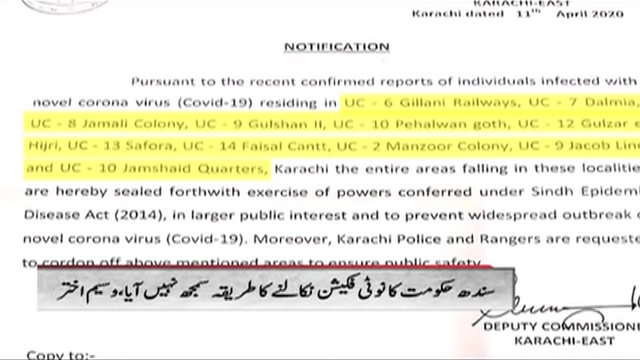 KARACHI-EAST
Karachi dated 11th April 2020
NOTIFICATION
Pursuant to the recent confirmed reports of individuals infected with
novel corona virus (Covid-19) residing in UC - 6 Gillani Railways, UC - 7 Dalmia,
UC - 8 Jamali Colony, UC - 9 Gulshan II, UC - 10 Pehalwan goth, UC - 12 Gulzar e
Hijri, UC - 13 Safora, UC - 14 Faisal Cantt, UC - 2 Manzoor Colony, UC - 9 Jacob Line
and UC - 10 Jamshaid Quarters, Karachi the entire areas falling in these localitie
are hereby sealed forthwith exercise of powers conferred under Sindh Epidem
Disease Act (2014), in larger public interest and to prevent widespread outbreak o
novel corona virus (Covid-19). Moreover, Karachi Police and Rangers are requeste
to cordon off above mentioned areas to ensure public safety
سندھ حکومت کا نوٹی فکیشن نکالنے کا طریقہ سمجھ نہیں آیا، وسیم اختر
DEPUTY COMMISSIONE
KARACHI-EAST
Copy to:-